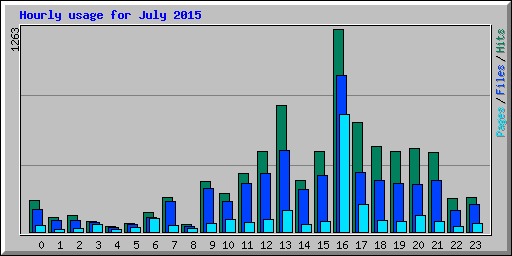 Hourly usage for July 2015
1263
Pages / Files / Hits
0 1 2 3 4 5 6 7 8 9 10 11 12 13 14 15 16 17 18 19 20 21 22 23